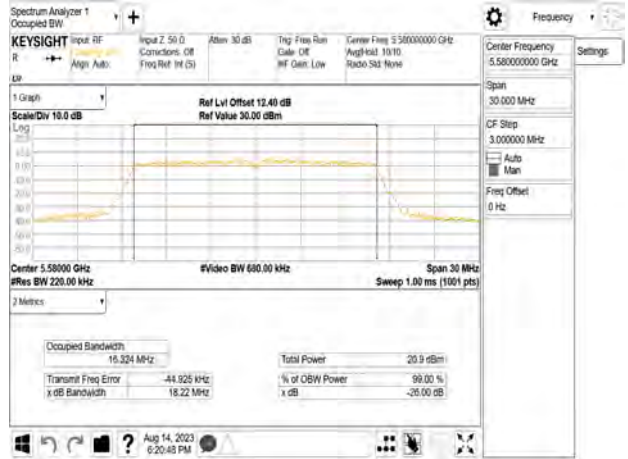 Spectrum Analyzer 1
Occupied BW
KEYSIGHT
R
Input: RF
Align: Auto
Input Z: 50 Ω
Corrections: Off
Freq Ref: Int (S)
Atten: 30 dB
Trig: Free Run
Gate: Off
#IF Gain: Low
Center Freq: 5.580000000 GHz
Avg|Hold: 10/10
Radio Std: None
1 Graph
Scale/Div 10.0 dB
Log
Ref Lvl Offset 12.40 dB
Ref Value 30.00 dBm
0.00
Center 5.58000 GHz
#Res BW 220.00 kHz
#Video BW 680.00 kHz
Span 30 MHz
Sweep 1.00 ms (1001 pts)
2 Metrics
Occupied Bandwidth
16.324 MHz
Transmit Freq Error
-44.925 kHz
x dB Bandwidth
18.22 MHz
Total Power
20.9 dBm
% of OBW Power
99.00 %
x dB
-26.00 dB
Aug 14, 2023
6:20:48 PM
Frequency
Settings
Center Frequency
5.580000000 GHz
Span
30.000 MHz
CF Step
3.000000 MHz
Auto
Man
Freq Offset
0 Hz